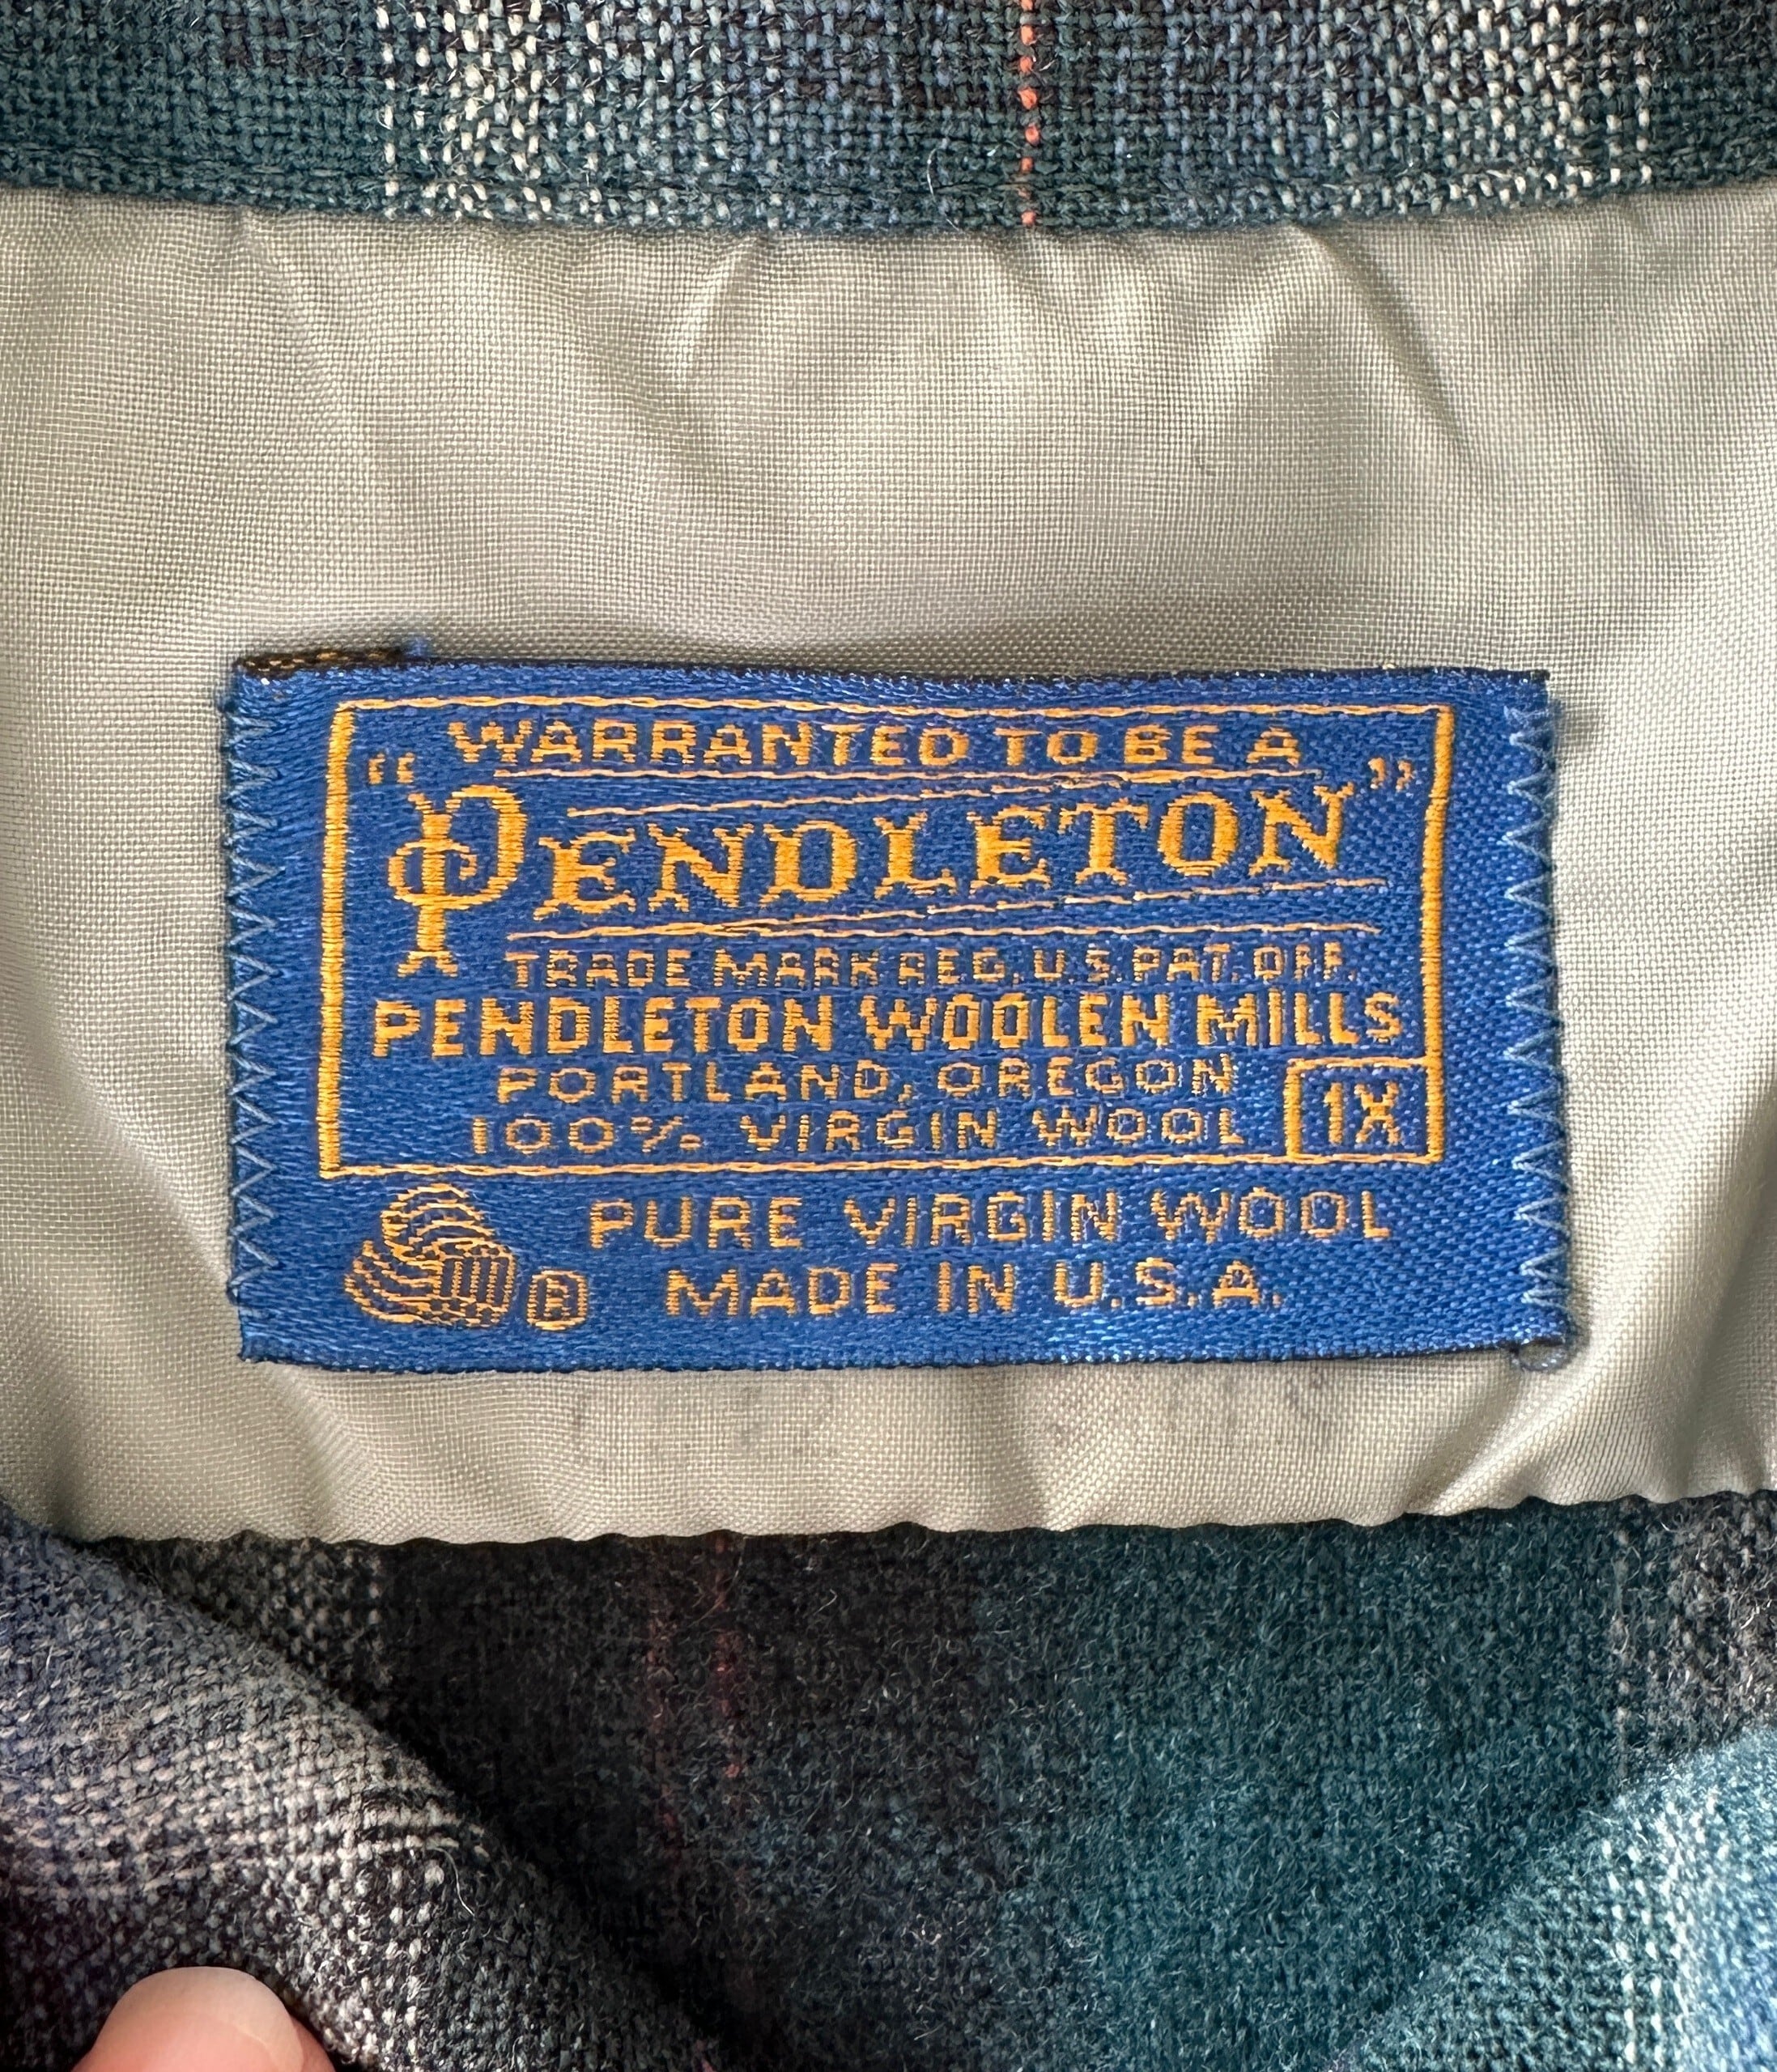 WARRANTED TO BE A
"PENDLETON"
TRADE MARK REG. U.S. PAT. OFF.
PENDLETON WOOLEN MILLS
PORTLAND, OREGON
100% VIRGIN WOOL
1X
PURE VIRGIN WOOL
® MADE IN U.S.A.